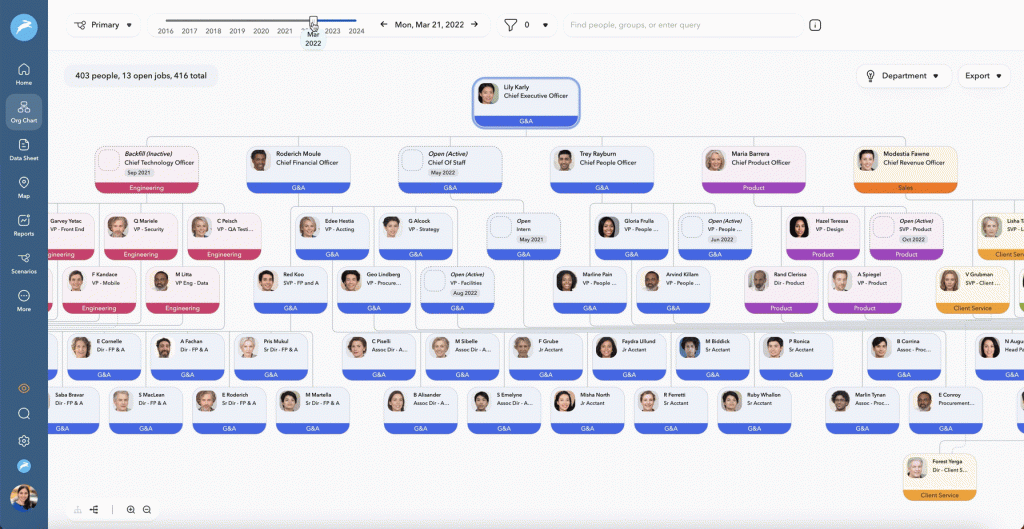 Primary
2016 2017 2018 2019 2020 2021 2023 2024
Mar
2022
Mon, Mar 21, 2022
0
Find people, groups, or enter query
Home
Org Chart
Data Sheet
Map
Reports
Scenarios
More
403 people, 13 open jobs, 416 total
Department
Export
Lily Karly
Chief Executive Officer
G&A
Backfill (Inactive)
Chief Technology Officer
Sep 2021
Engineering
Roderich Moule
Chief Financial Officer
G&A
Open (Active)
Chief Of Staff
May 2022
G&A
Trey Rayburn
Chief People Officer
G&A
Maria Barrera
Chief Product Officer
Product
Modestia Fawne
Chief Revenue Officer
Sales
Garvey Yetac
VP - Front End
ngineering
Q Mariele
VP - Security
Engineering
C Peisch
VP - QA Testi...
Engineering
Edee Hestia
VP - Accting
G&A
G Alcock
VP - Strategy
G&A
Open
Intern
May 2021
G&A
Gloria Frulla
VP - People ...
G&A
Open (Active)
VP - People ...
Jun 2022
G&A
Hazel Teressa
VP - Design
Product
Open (Active)
SVP - Product
Oct 2022
Product
Lisha
SVP - L
Client Serv
F Kandace
VP - Mobile
Engineering
M Litta
VP Eng - Data
Engineering
Red Koo
SVP - FP and A
G&A
Geo Lindberg
VP - Procure...
G&A
Open (Active)
VP - Facilities
Aug 2022
G&A
Marline Pain
VP - People ...
G&A
Arvind Killam
VP - People ...
G&A
Rand Clerissa
Dir - Product
Product
A Spiegel
VP - Product
Product
V Grubman
SVP - Client ...
Client Service
E Cornelle
Dir - FP & A
G&A
A Fachan
Dir - FP & A
G&A
Pris Mukul
Sr Dir - FP & A
G&A
C Piselli
Assoc Dir - A...
G&A
M Sibelle
Assoc Dir - A...
G&A
F Grube
Jr Acctant
G&A
Faydra Ullund
Jr Acctant
G&A
M Biddick
Sr Acctant
G&A
P Ronica
Sr Acctant
G&A
B Corrina
Assoc - Proc...
G&A
N Augu
Head Pa
G&A
Saba Bravar
Dir - FP & A
G&A
S MacLean
Dir - FP & A
G&A
E Roderich
Sr Dir - FP & A
G&A
M Martella
Sr Dir - FP & A
G&A
B Alisander
Assoc Dir - A...
G&A
S Emelyne
Assoc Dir - A...
G&A
Misha North
Jr Acctant
G&A
R Ferretti
Sr Acctant
G&A
Ruby Whallon
Sr Acctant
G&A
Marlin Tynan
Assoc - Proc...
G&A
E Conroy
Procurement...
G&A
Forest Yerga
Dir - Client S...
Client Service